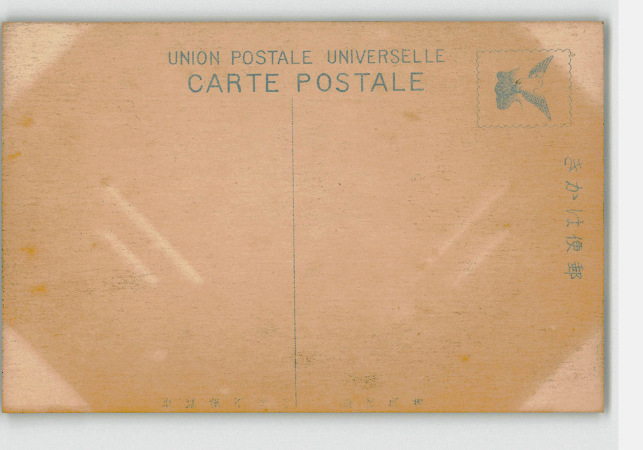 UNION POSTALE UNIVERSELLE
CARTE POSTALE
きかは便郵